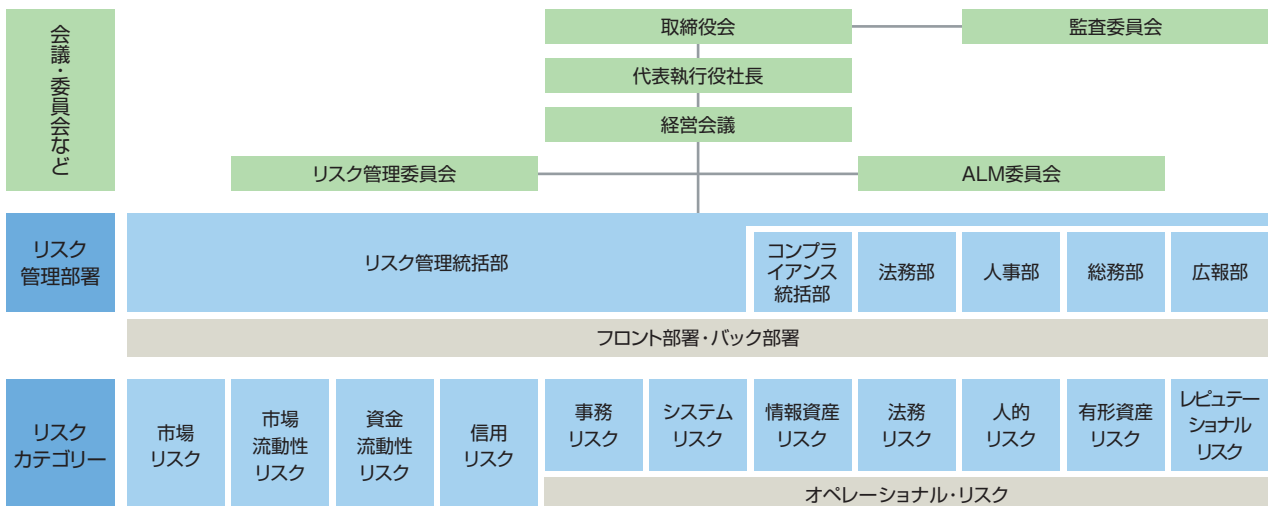 会議・委員会など
取締役会
監査委員会
代表執行役社長
経営会議
リスク管理委員会
ALM委員会
リスク
管理部署
リスク管理統括部
コンプラ
イアンス
統括部
法務部
人事部
総務部
広報部
フロント部署・バック部署
リスク
カテゴリー
市場
リスク
市場
流動性
リスク
資金
流動性
リスク
信用
リスク
事務
リスク
システム
リスク
情報資産
リスク
法務
リスク
人的
リスク
有形資産
リスク
レピュテー
ショナル
リスク
オペレーショナル・リスク